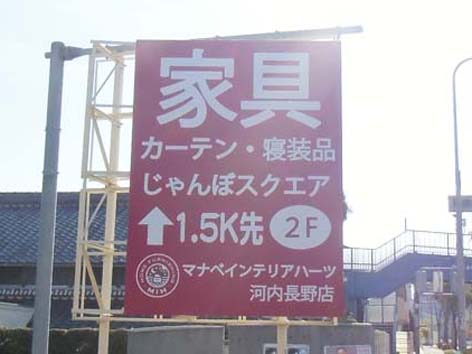 家具
カーテン・寝装品
じゃんぼスクエア
↑1.5K先 2F
マナベインテリアハーツ
河内長野店
MIH